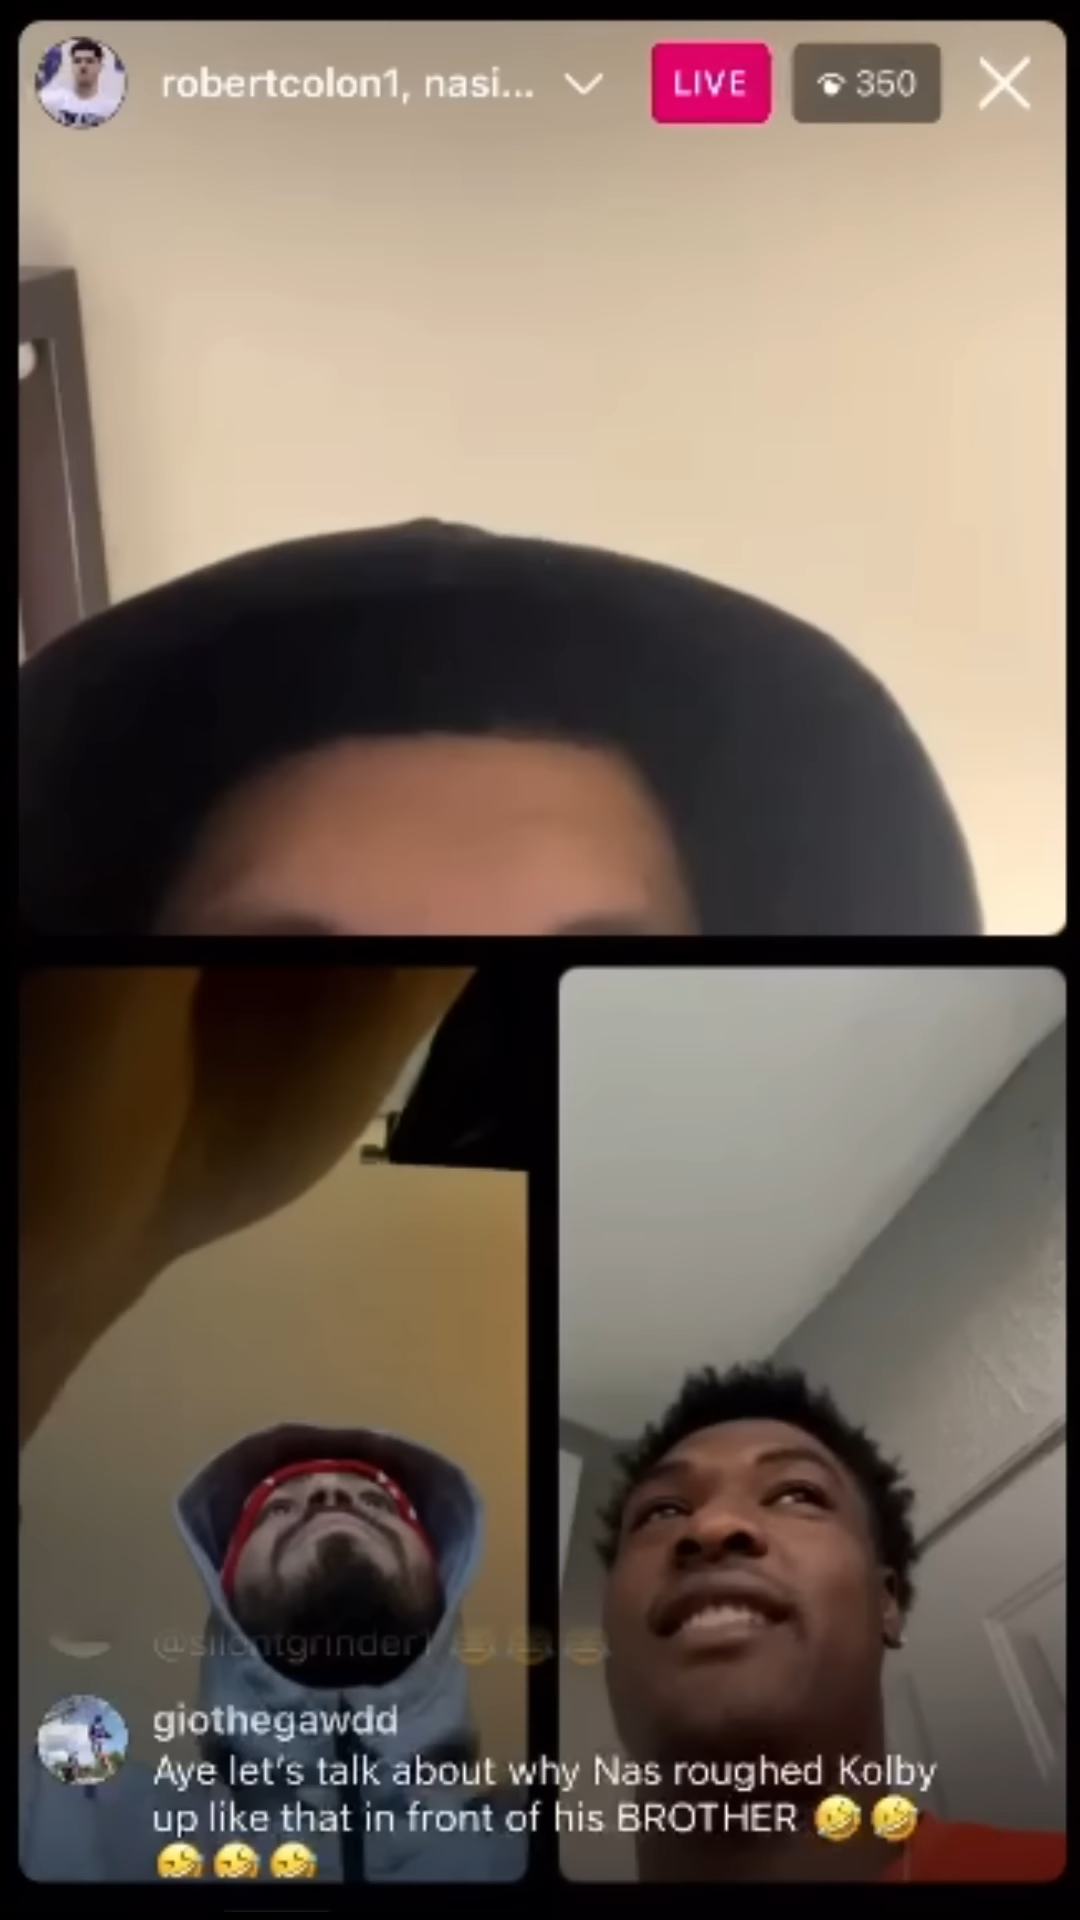 robertcolon1, nasi...
LIVE
350
@silentgrinder1 😂😂😂
giothegawdd
Aye let's talk about why Nas roughed Kolby
up like that in front of his BROTHER 🤣🤣
🤣🤣🤣